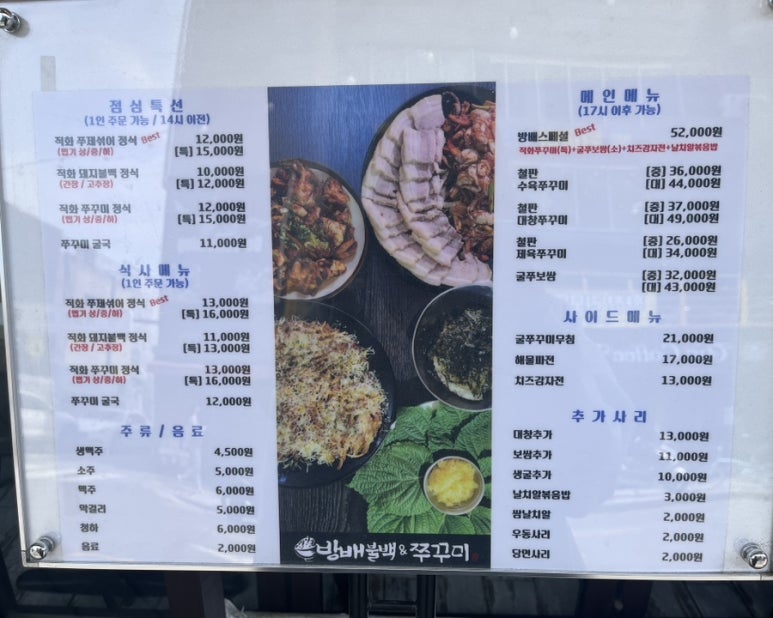 점심특선
(1인 주문 가능 / 14시 이전)
직화 쭈제섞어 정식 Best 12,000원
(맵기 상/중/하) [특] 15,000원
직화 돼지불백 정식 10,000원
(간장 / 고추장) [특] 12,000원
직화 쭈꾸미 정식 12,000원
(맵기 상/중/하) [특] 15,000원
쭈꾸미 굴국 11,000원
식사메뉴
(1인 주문 가능)
직화 쭈제섞어 정식 Best 13,000원
(맵기 상/중/하) [특] 16,000원
직화 돼지불백 정식 11,000원
(간장 / 고추장) [특] 13,000원
직화 쭈꾸미 정식 13,000원
(맵기 상/중/하) [특] 16,000원
쭈꾸미 굴국 12,000원
주류/음료
생맥주 4,500원
소주 5,000원
맥주 6,000원
막걸리 5,000원
청하 6,000원
음료 2,000원
방배불백&쭈꾸미
메인메뉴
(17시 이후 가능)
방배스페셜 Best 52,000원
직화쭈꾸미(특)+굴쭈보쌈(소)+치즈감자전+날치알볶음밥
철판 [중] 36,000원
수육쭈꾸미 [대] 44,000원
철판 [중] 37,000원
대창쭈꾸미 [대] 49,000원
철판 [중] 26,000원
제육쭈꾸미 [대] 34,000원
굴쭈보쌈 [중] 32,000원
[대] 43,000원
사이드메뉴
굴쭈꾸미무침 21,000원
해물파전 17,000원
치즈감자전 13,000원
추가사리
대창추가 13,000원
보쌈추가 11,000원
생굴추가 10,000원
날치알볶음밥 3,000원
쌈날치알 2,000원
우동사리 2,000원
당면사리 2,000원